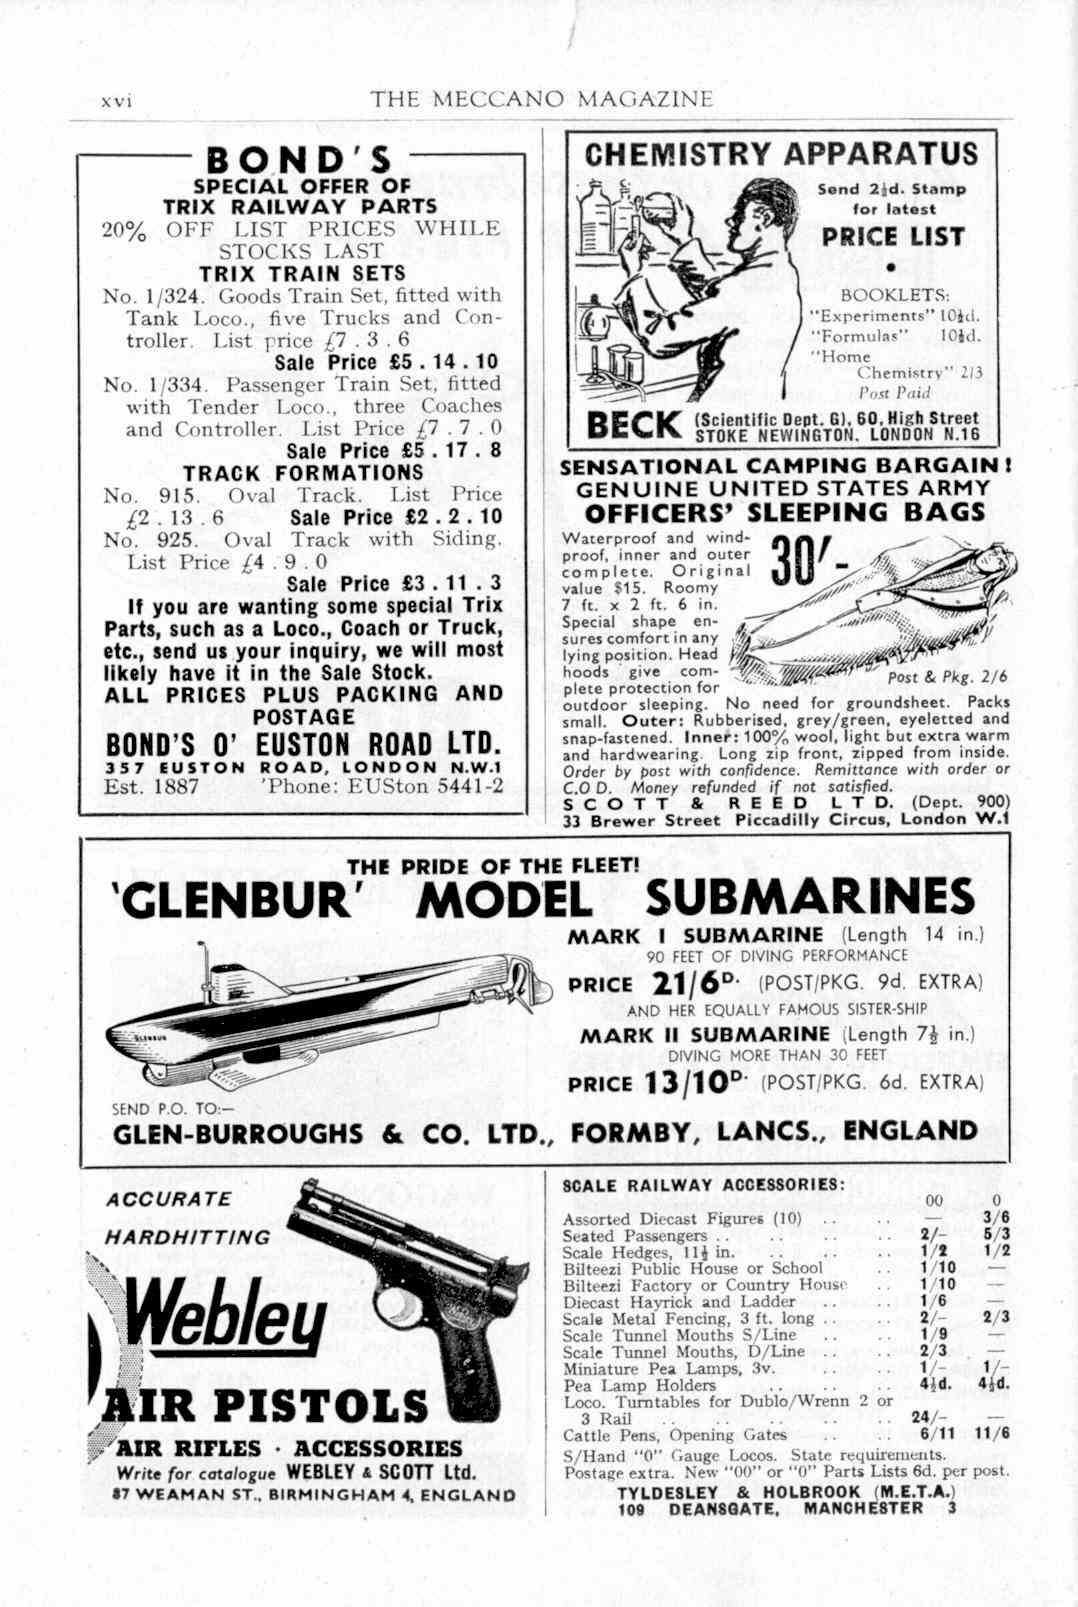 xvi
THE MECCANO MAGAZINE
BOND'S
SPECIAL OFFER OF
TRIX RAILWAY PARTS
20% OFF LIST PRICES WHILE
STOCKS LAST
TRIX TRAIN SETS
No. 1/324. Goods Train Set, fitted with
Tank Loco., five Trucks and Con-
troller. List price £7 . 3 . 6
Sale Price £5 . 14 . 10
No. 1/334. Passenger Train Set, fitted
with Tender Loco., three Coaches
and Controller. List Price £7 . 7 . 0
Sale Price £5 . 17 . 8
TRACK FORMATIONS
No. 915. Oval Track. List Price
£2 . 13 . 6 Sale Price £2 . 2 . 10
No. 925. Oval Track with Siding.
List Price £4 . 9 . 0
Sale Price £3 . 11 . 3
If you are wanting some special Trix
Parts, such as a Loco., Coach or Truck,
etc., send us your inquiry, we will most
likely have it in the Sale Stock.
ALL PRICES PLUS PACKING AND
POSTAGE
BOND'S O' EUSTON ROAD LTD.
357 EUSTON ROAD, LONDON N.W.1
Est. 1887 'Phone: EUSton 5441-2
CHEMISTRY APPARATUS
Send 2½d. Stamp
for latest
PRICE LIST
•
BOOKLETS:
"Experiments" 10½d.
"Formulas" 10½d.
"Home
Chemistry" 2/3
Post Paid
BECK (Scientific Dept. G), 60, High Street
STOKE NEWINGTON, LONDON N.16
SENSATIONAL CAMPING BARGAIN!
GENUINE UNITED STATES ARMY
OFFICERS' SLEEPING BAGS
Waterproof and wind-
proof, inner and outer
complete. Original
value $15. Roomy
7 ft. x 2 ft. 6 in.
Special shape en-
sures comfort in any
lying position. Head
hoods give com-
plete protection for
30/-
Post & Pkg. 2/6
outdoor sleeping. No need for groundsheet. Packs
small. Outer: Rubberised, grey/green, eyeletted and
snap-fastened. Inner: 100% wool, light but extra warm
and hardwearing. Long zip front, zipped from inside.
Order by post with confidence. Remittance with order or
C.O D. Money refunded if not satisfied.
SCOTT & REED LTD. (Dept. 900)
33 Brewer Street Piccadilly Circus, London W.1
THE PRIDE OF THE FLEET!
'GLENBUR' MODEL SUBMARINES
GLENBUR
MARK I SUBMARINE (Length 14 in.)
90 FEET OF DIVING PERFORMANCE
PRICE 21/6D. (POST/PKG. 9d. EXTRA)
AND HER EQUALLY FAMOUS SISTER-SHIP
MARK II SUBMARINE (Length 7½ in.)
DIVING MORE THAN 30 FEET
PRICE 13/10D. (POST/PKG. 6d. EXTRA)
SEND P.O. TO:—
GLEN-BURROUGHS & CO. LTD., FORMBY, LANCS., ENGLAND
ACCURATE
HARDHITTING
Webley
AIR PISTOLS
AIR RIFLES · ACCESSORIES
Write for catalogue WEBLEY & SCOTT Ltd.
87 WEAMAN ST., BIRMINGHAM 4, ENGLAND
SCALE RAILWAY ACCESSORIES:
00 0
Assorted Diecast Figures (10) .. .. — 3/6
Seated Passengers .. .. .. .. 2/- 5/3
Scale Hedges, 11½ in. .. .. .. 1/2 1/2
Bilteezi Public House or School .. 1/10 —
Bilteezi Factory or Country House .. 1/10 —
Diecast Hayrick and Ladder .. .. 1/6 —
Scale Metal Fencing, 3 ft. long .. .. 2/- 2/3
Scale Tunnel Mouths S/Line .. .. 1/9 —
Scale Tunnel Mouths, D/Line .. .. 2/3 —
Miniature Pea Lamps, 3v. .. .. 1/- 1/-
Pea Lamp Holders .. .. .. 4½d. 4½d.
Loco. Turntables for Dublo/Wrenn 2 or
3 Rail .. .. .. .. .. 24/- —
Cattle Pens, Opening Gates .. .. 6/11 11/6
S/Hand "0" Gauge Locos. State requirements.
Postage extra. New "00" or "0" Parts Lists 6d. per post.
TYLDESLEY & HOLBROOK (M.E.T.A.)
109 DEANSGATE, MANCHESTER 3